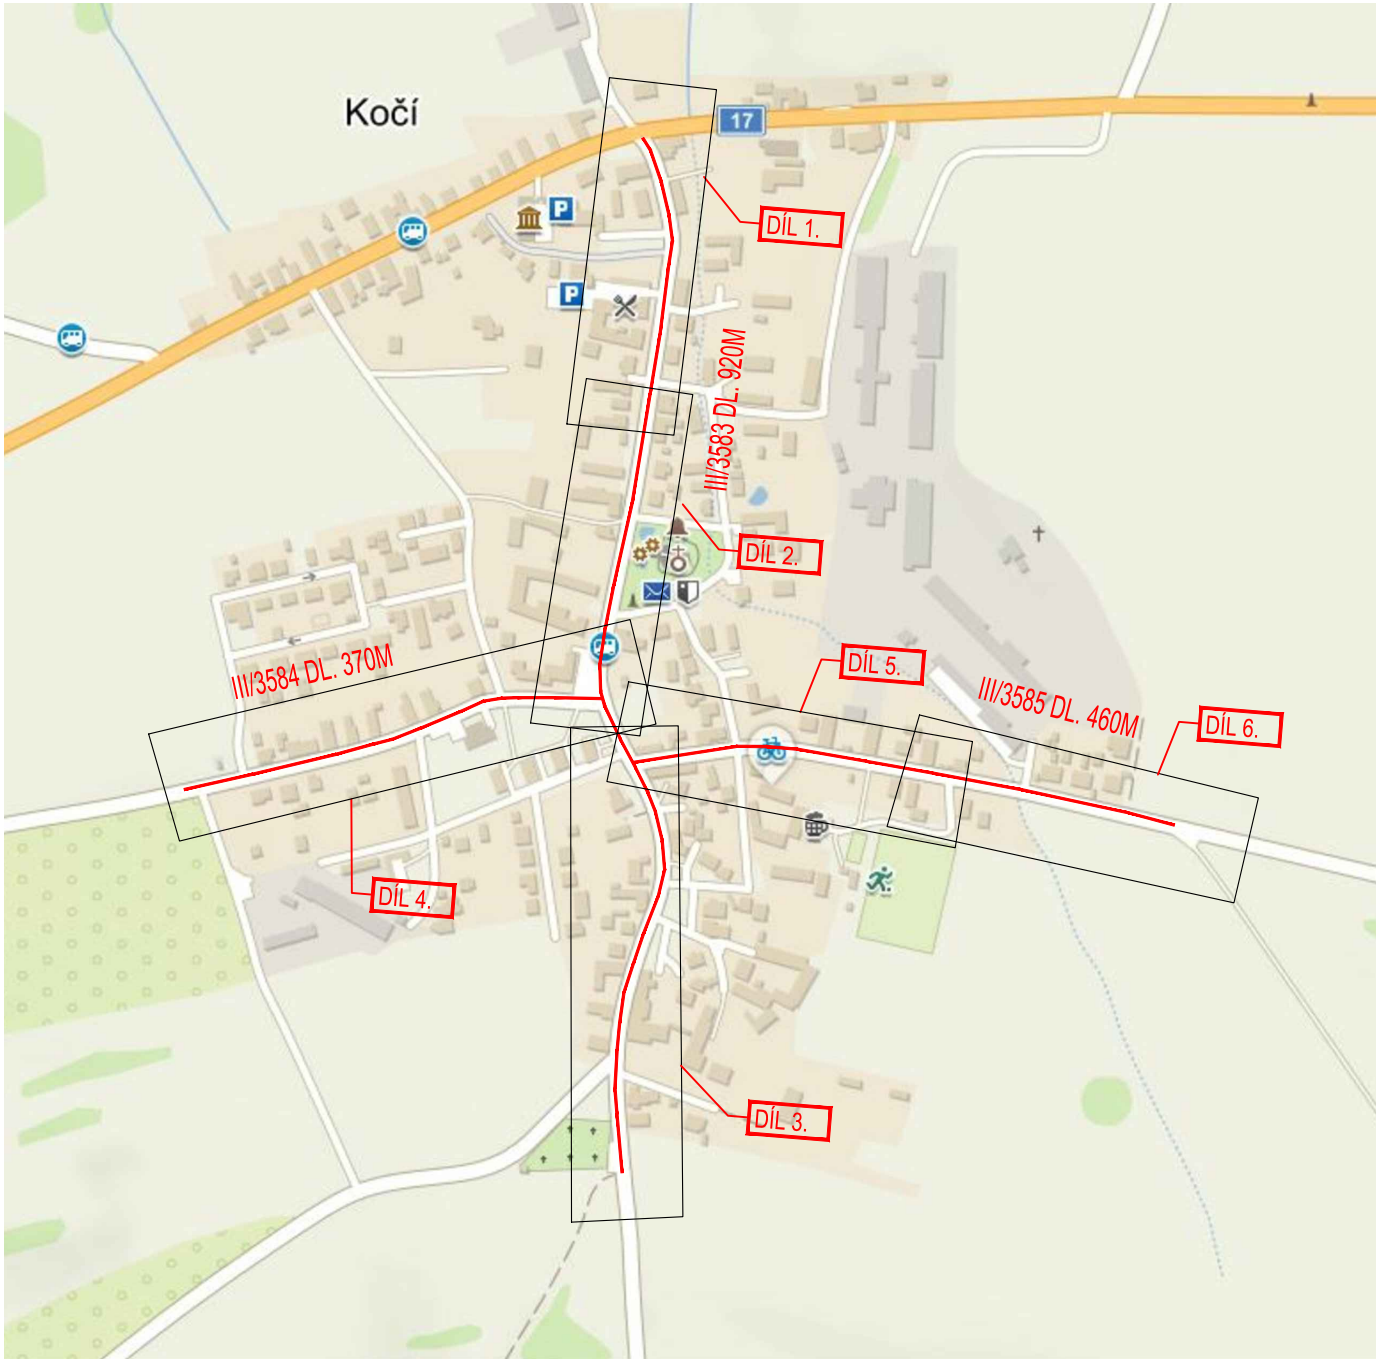 Kočí
17
DÍL 1.
P
P
III/3583 DL. 920M
DÍL 2.
III/3584 DL. 370M
DÍL 5.
III/3585 DL. 460M
DÍL 6.
DÍL 4.
DÍL 3.